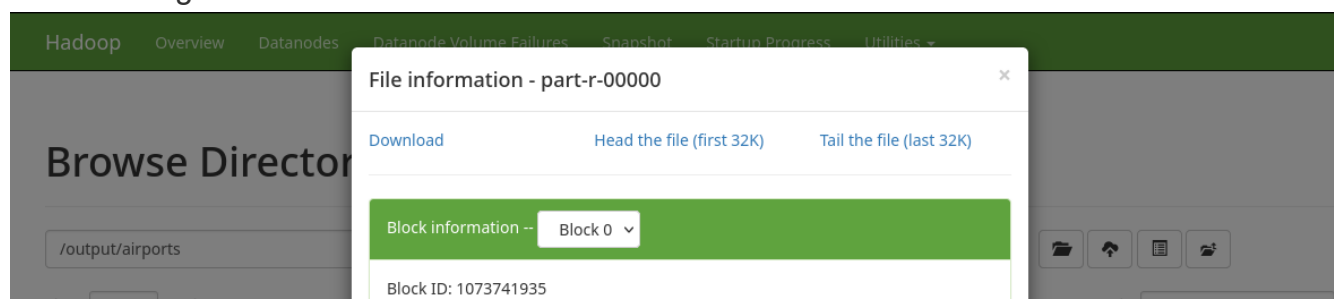 Hadoop Overview Datanodes Datanode Volume Failures Snapshot Startup Progress Utilities
File information - part-r-00000 ×
Download Head the file (first 32K) Tail the file (last 32K)
Browse Director
Block information -- Block 0
/output/airports
Block ID: 1073741935